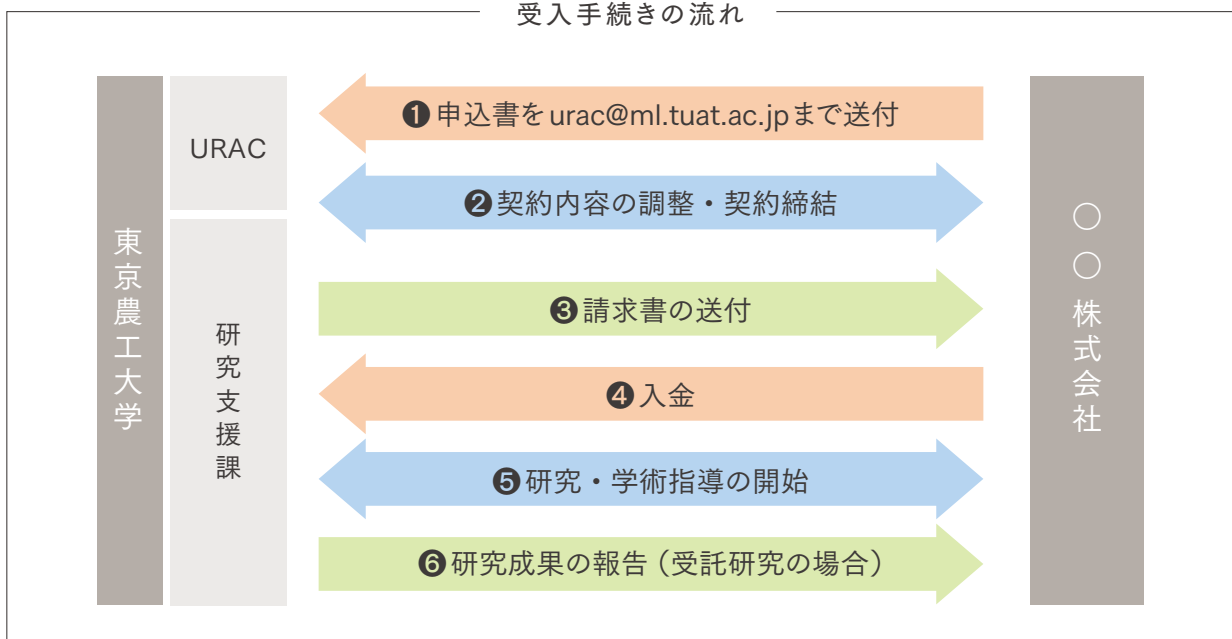 受入手続きの流れ
東京農工大学
URAC
研究支援課
❶申込書をurac@ml.tuat.ac.jpまで送付
❷契約内容の調整・契約締結
❸請求書の送付
❹入金
❺研究・学術指導の開始
❻研究成果の報告（受託研究の場合）
○○株式会社